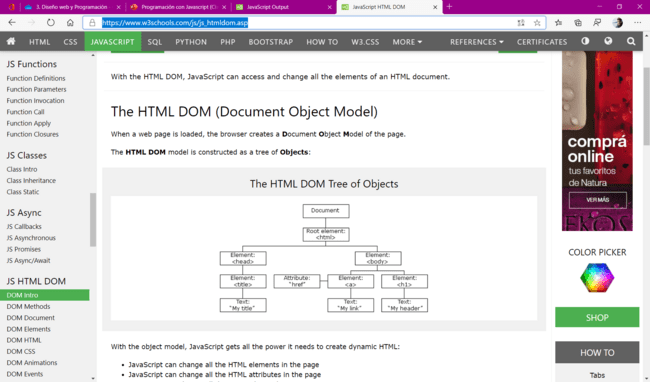 3. Diseño web y Programación
Programación con Javascript (Cl
JavaScript Output
JavaScript HTML DOM
https://www.w3schools.com/js/js_htmldom.asp
HTML CSS JAVASCRIPT SQL PYTHON PHP BOOTSTRAP HOW TO W3.CSS MORE REFERENCES CERTIFICATES
JS Functions
Function Definitions
Function Parameters
Function Invocation
Function Call
Function Apply
Function Closures
JS Classes
Class Intro
Class Inheritance
Class Static
JS Async
JS Callbacks
JS Asynchronous
JS Promises
JS Async/Await
JS HTML DOM
DOM Intro
DOM Methods
DOM Document
DOM Elements
DOM HTML
DOM CSS
DOM Animations
DOM Events
With the HTML DOM, JavaScript can access and change all the elements of an HTML document.
The HTML DOM (Document Object Model)
When a web page is loaded, the browser creates a Document Object Model of the page.
The HTML DOM model is constructed as a tree of Objects:
The HTML DOM Tree of Objects
Document
Root element:
<html>
Element:
<head>
Element:
<body>
Element:
<title>
Attribute:
"href"
Element:
<a>
Element:
<h1>
Text:
"My title"
Text:
"My link"
Text:
"My header"
With the object model, JavaScript gets all the power it needs to create dynamic HTML:
• JavaScript can change all the HTML elements in the page
• JavaScript can change all the HTML attributes in the page
comprá
online
tus favoritos
de Natura
VER MÁS
EKOS
COLOR PICKER
SHOP
HOW TO
Tabs